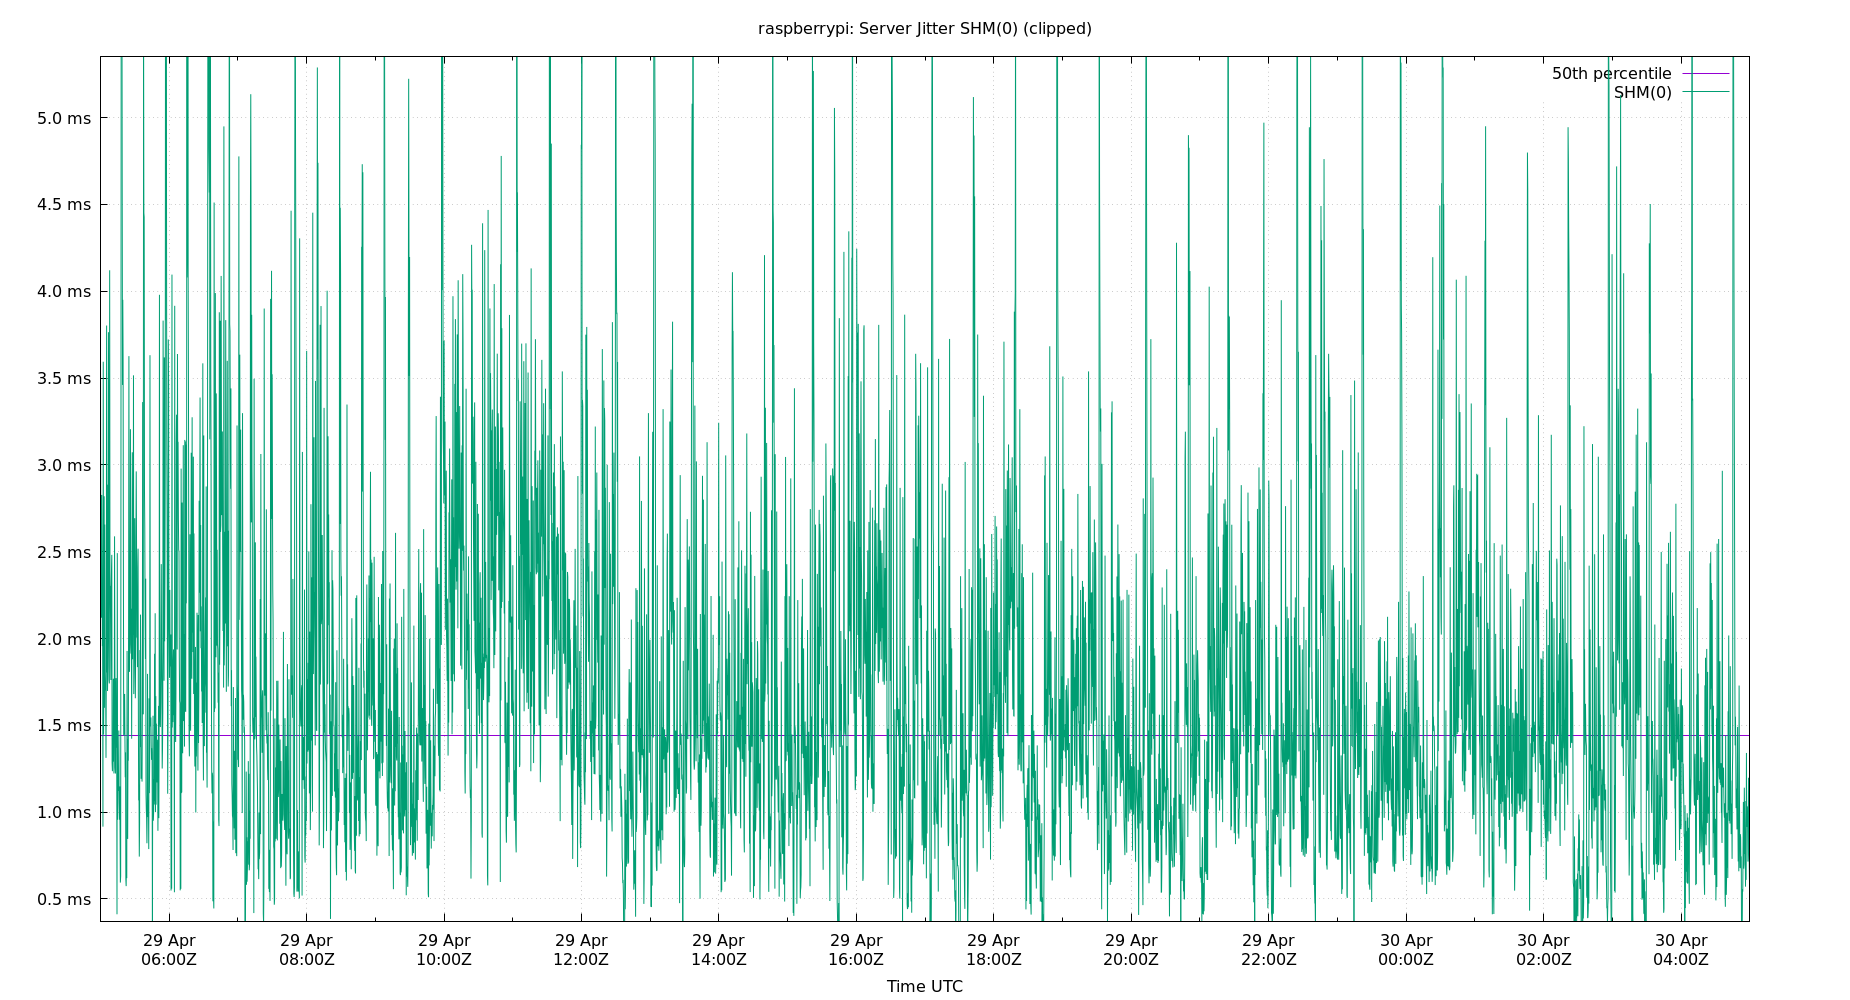 raspberrypi: Server Jitter SHM(0) (clipped)
50th percentile
SHM(0)
5.0 ms
4.5 ms
4.0 ms
3.5 ms
3.0 ms
2.5 ms
2.0 ms
1.5 ms
1.0 ms
0.5 ms
29 Apr 29 Apr 29 Apr 29 Apr 29 Apr 29 Apr 29 Apr 29 Apr 29 Apr 30 Apr 30 Apr 30 Apr
06:00Z 08:00Z 10:00Z 12:00Z 14:00Z 16:00Z 18:00Z 20:00Z 22:00Z 00:00Z 02:00Z 04:00Z
Time UTC